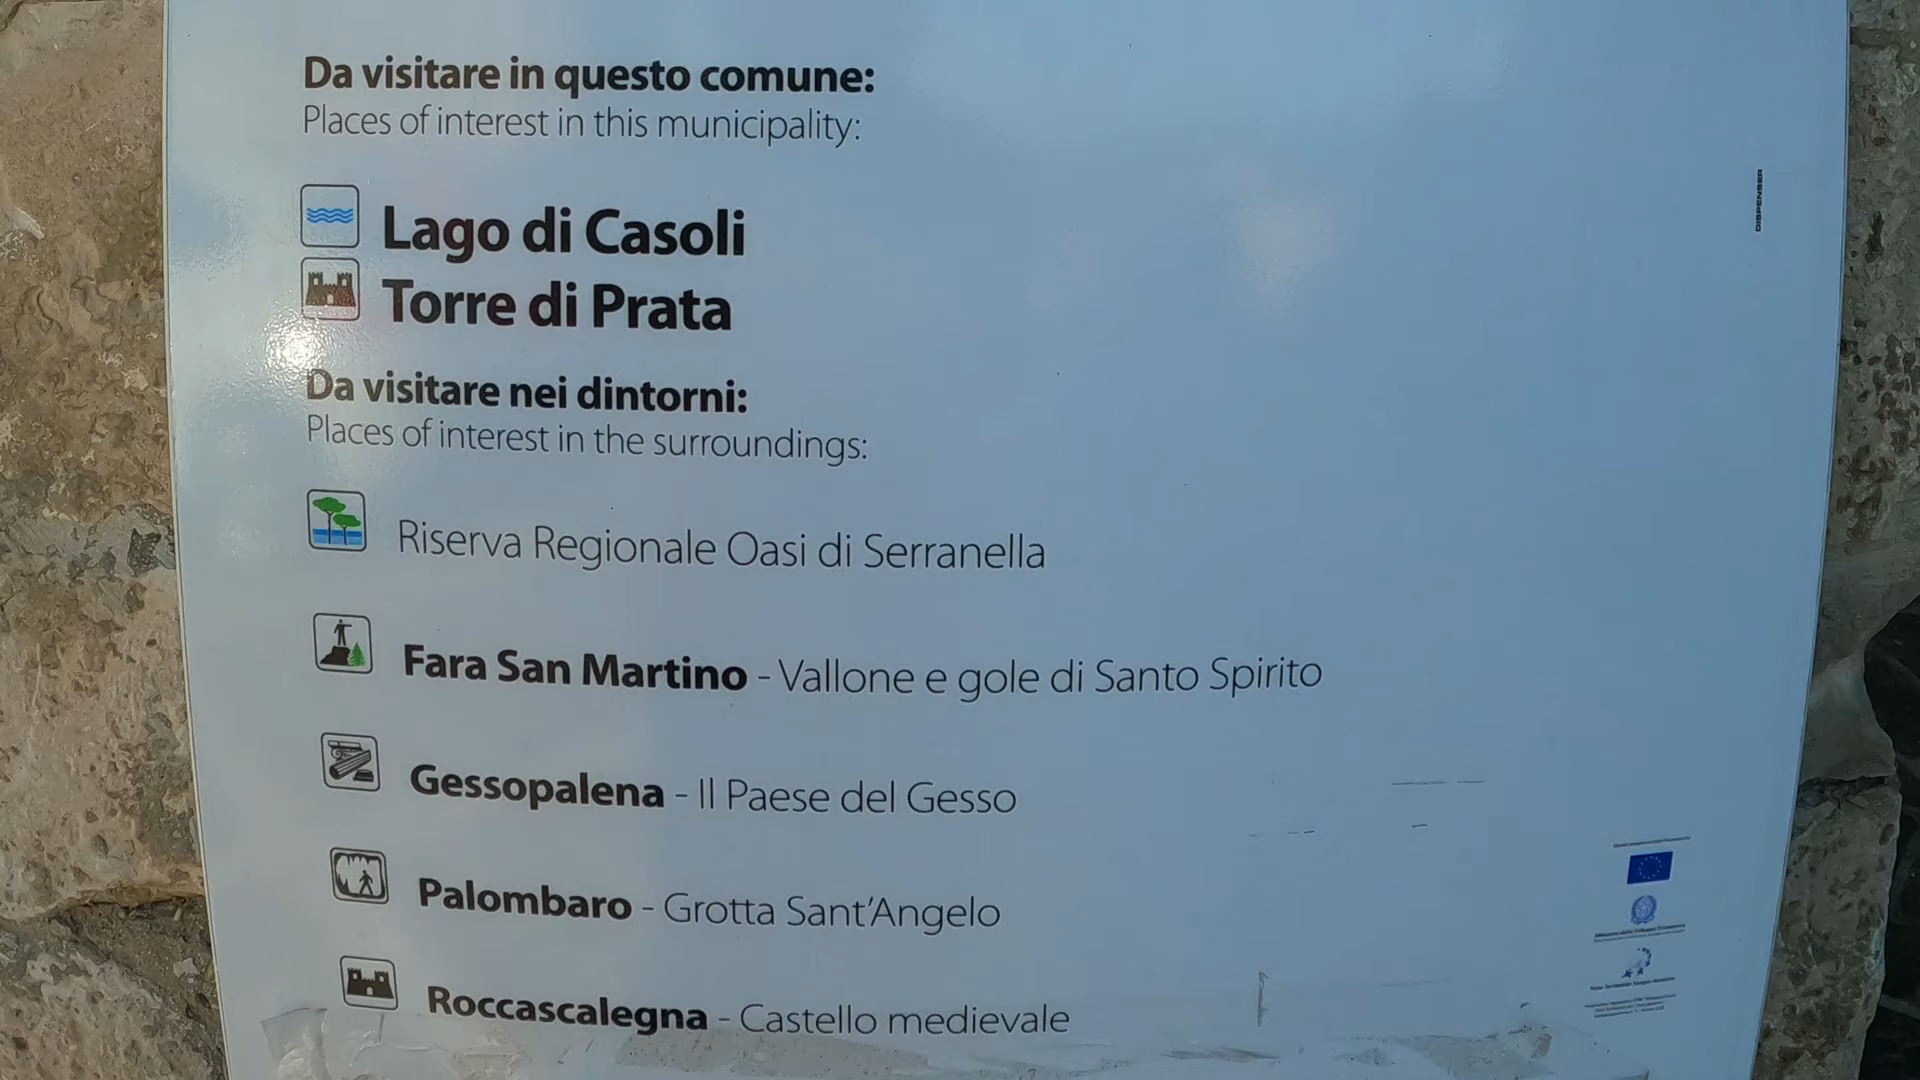 Da visitare in questo comune:
Places of interest in this municipality:
Lago di Casoli
Torre di Prata
Da visitare nei dintorni:
Places of interest in the surroundings:
Riserva Regionale Oasi di Serranella
Fara San Martino - Vallone e gole di Santo Spirito
Gessopalena - Il Paese del Gesso
Palombaro - Grotta Sant'Angelo
Roccascalegna - Castello medievale
DISPENSER